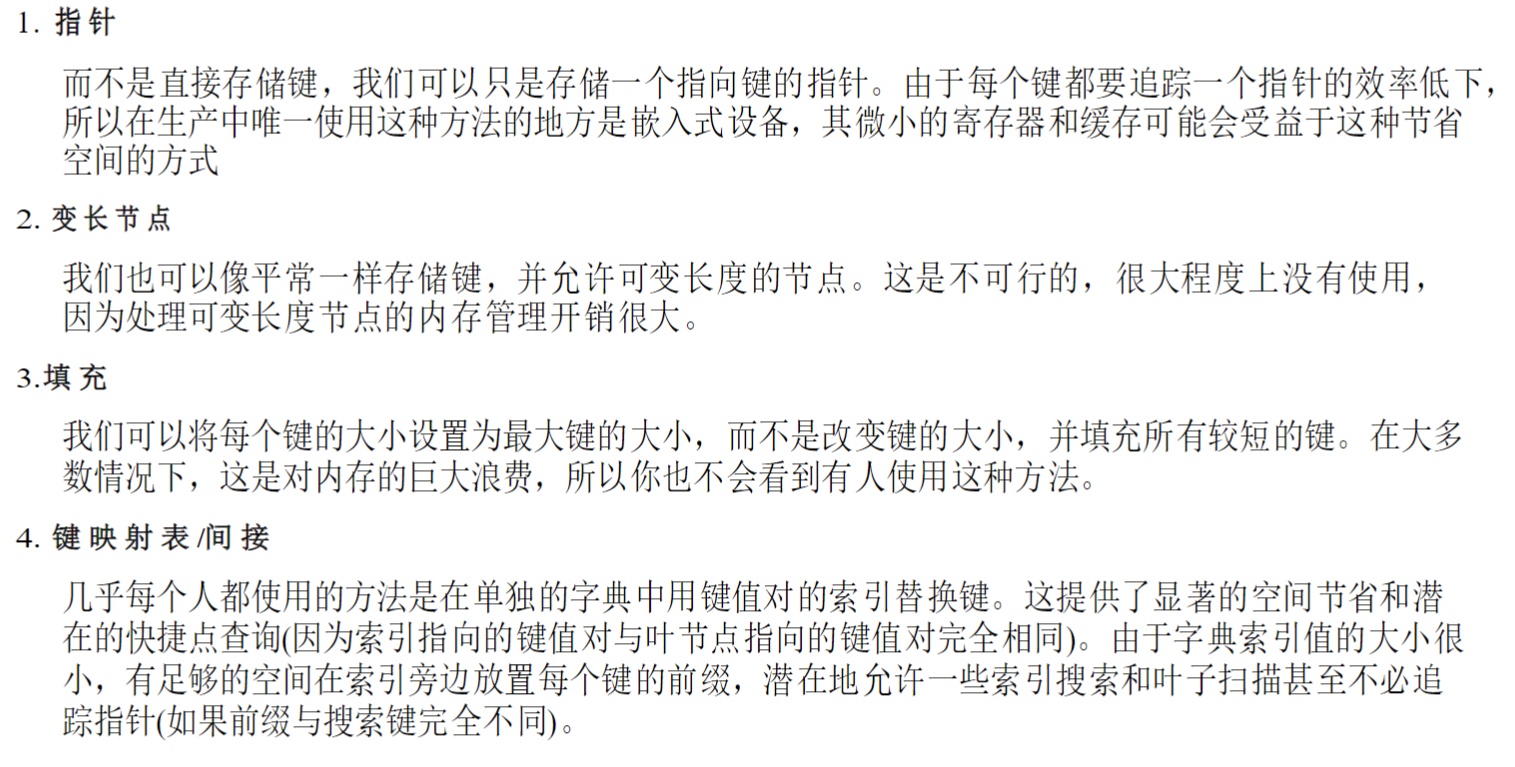 1. 指针
而不是直接存储键，我们可以只是存储一个指向键的指针。由于每个键都要追踪一个指针的效率低下，
所以在生产中唯一使用这种方法的地方是嵌入式设备，其微小的寄存器和缓存可能会受益于这种节省
空间的方式
2. 变长节点
我们也可以像平常一样存储键，并允许可变长度的节点。这是不可行的，很大程度上没有使用，
因为处理可变长度节点的内存管理开销很大。
3.填充
我们可以将每个键的大小设置为最大键的大小，而不是改变键的大小，并填充所有较短的键。在大多
数情况下，这是对内存的巨大浪费，所以你也不会看到有人使用这种方法。
4. 键映射表/间接
几乎每个人都使用的方法是在单独的字典中用键值对的索引替换键。这提供了显著的空间节省和潜
在的快捷点查询(因为索引指向的键值对与叶节点指向的键值对完全相同)。由于字典索引值的大小很
小，有足够的空间在索引旁边放置每个键的前缀，潜在地允许一些索引搜索和叶子扫描甚至不必追
踪指针(如果前缀与搜索键完全不同)。